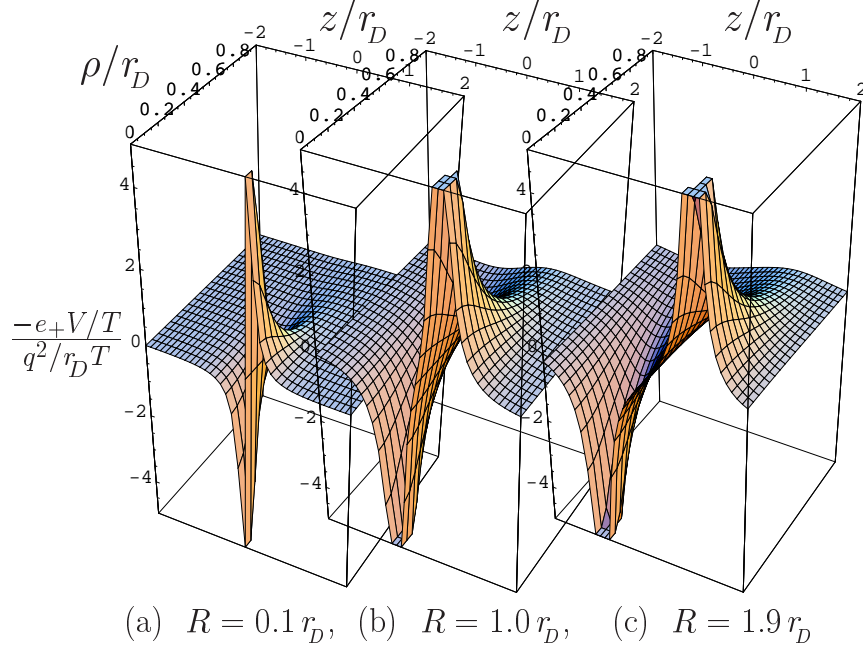 z/r_D z/r_D z/r_D
ρ/r_D
-2 -1 0 1 2
-2 -1 0 1 2
-2 -1 0 1 2
0 0.2 0.4 0.6 0.8
0 0.2 0.4 0.6 0.8
0 0.2 0.4 0.6 0.8
4 2 0 -2 -4
4 0 -2 -4
4 0 -2 -4
-e_+V/T
q^2/r_D T
(a) R = 0.1 r_D, (b) R = 1.0 r_D, (c) R = 1.9 r_D